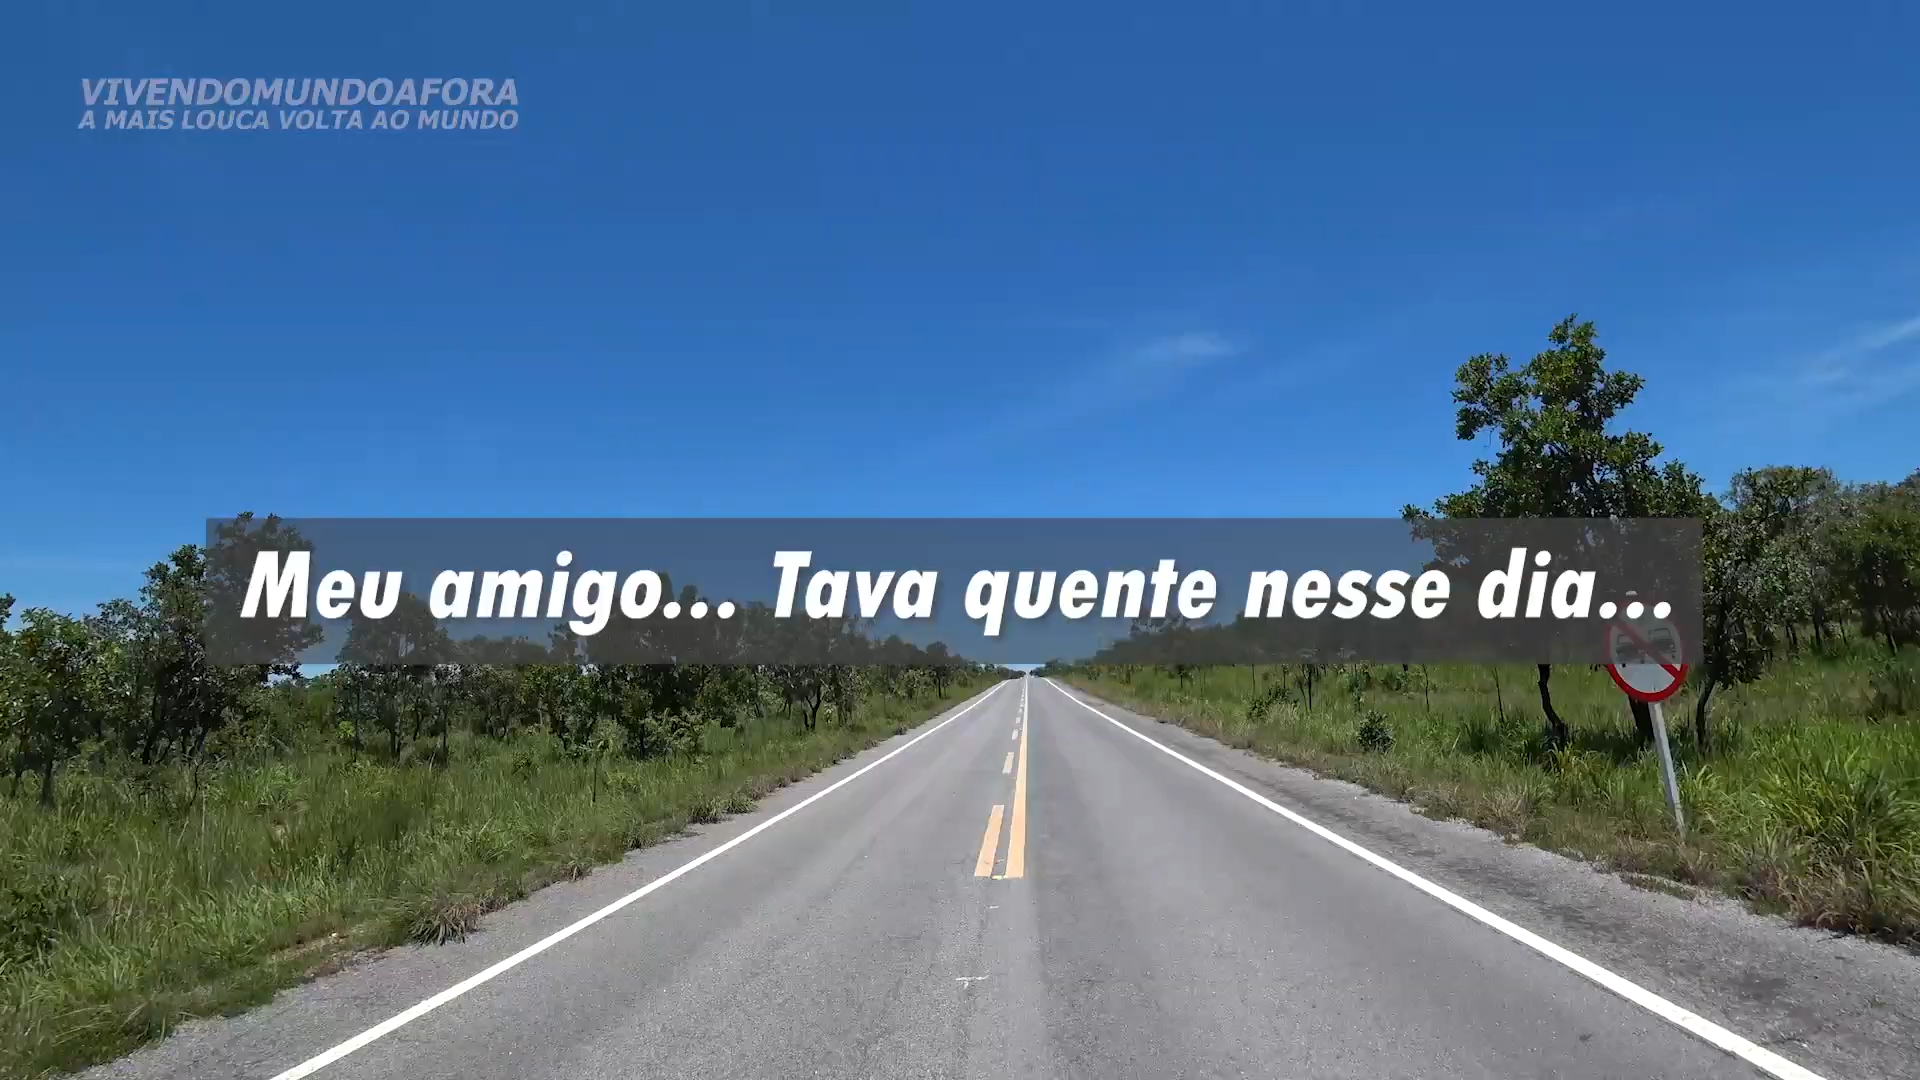 VIVENDOMUNDOAFORA
A MAIS LOUCA VOLTA AO MUNDO
Meu amigo... Tava quente nesse dia...